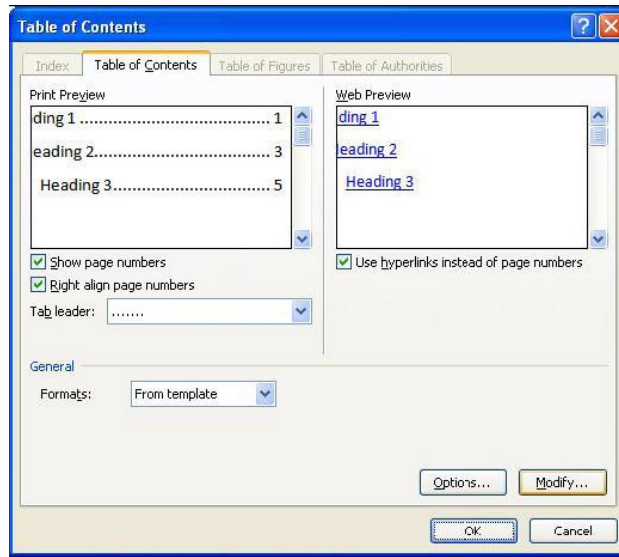 Table of Contents
Index Table of Contents Table of Figures Table of Authorities
Print Preview
ding 1 ........................................ 1
eading 2.................................... 3
Heading 3................................. 5
Show page numbers
Right align page numbers
Tab leader: .......
Web Preview
ding 1
eading 2
Heading 3
Use hyperlinks instead of page numbers
General
Formats: From template
Options... Modify...
OK Cancel